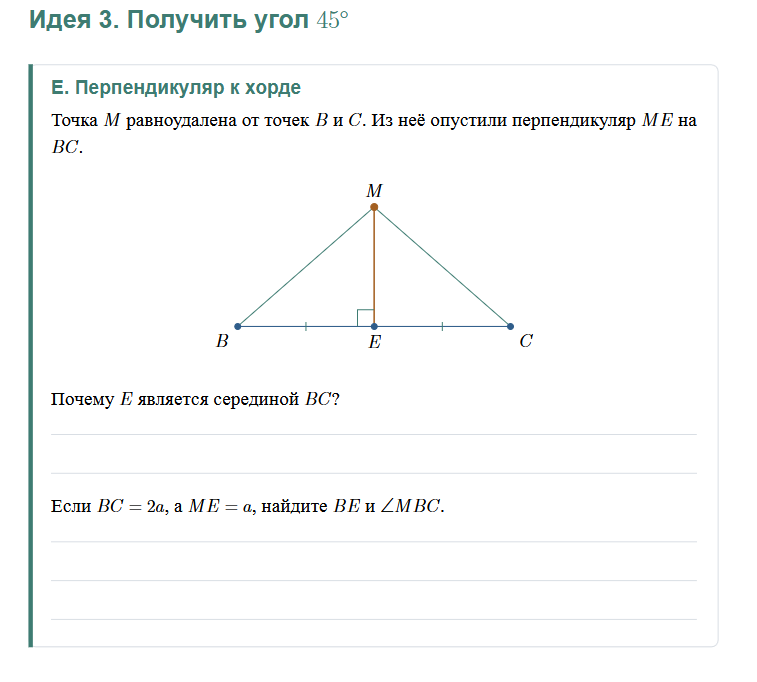 Идея 3. Получить угол 45°
Е. Перпендикуляр к хорде
Точка M равноудалена от точек B и C. Из неё опустили перпендикуляр ME на
BC.
M
B
E
C
Почему E является серединой BC?
Если BC = 2a, а ME = a, найдите BE и ∠MBC.